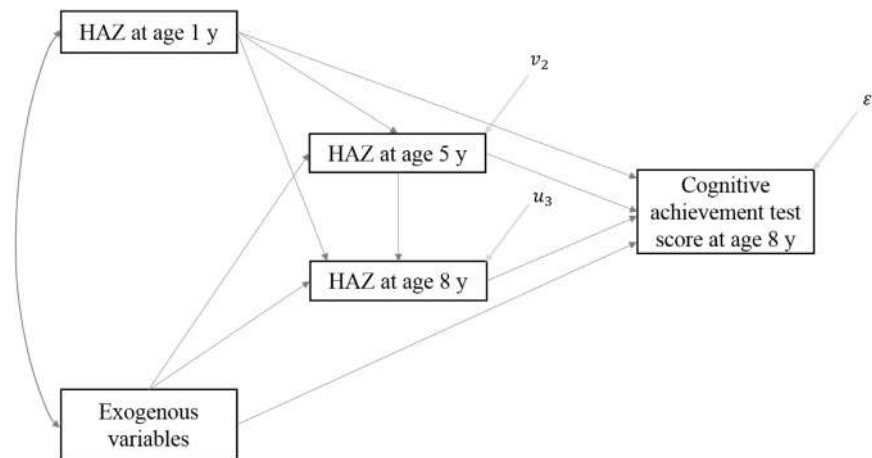 HAZ at age 1 y
v₂
ε
HAZ at age 5 y
Cognitive
achievement test
score at age 8 y
u₃
HAZ at age 8 y
Exogenous
variables